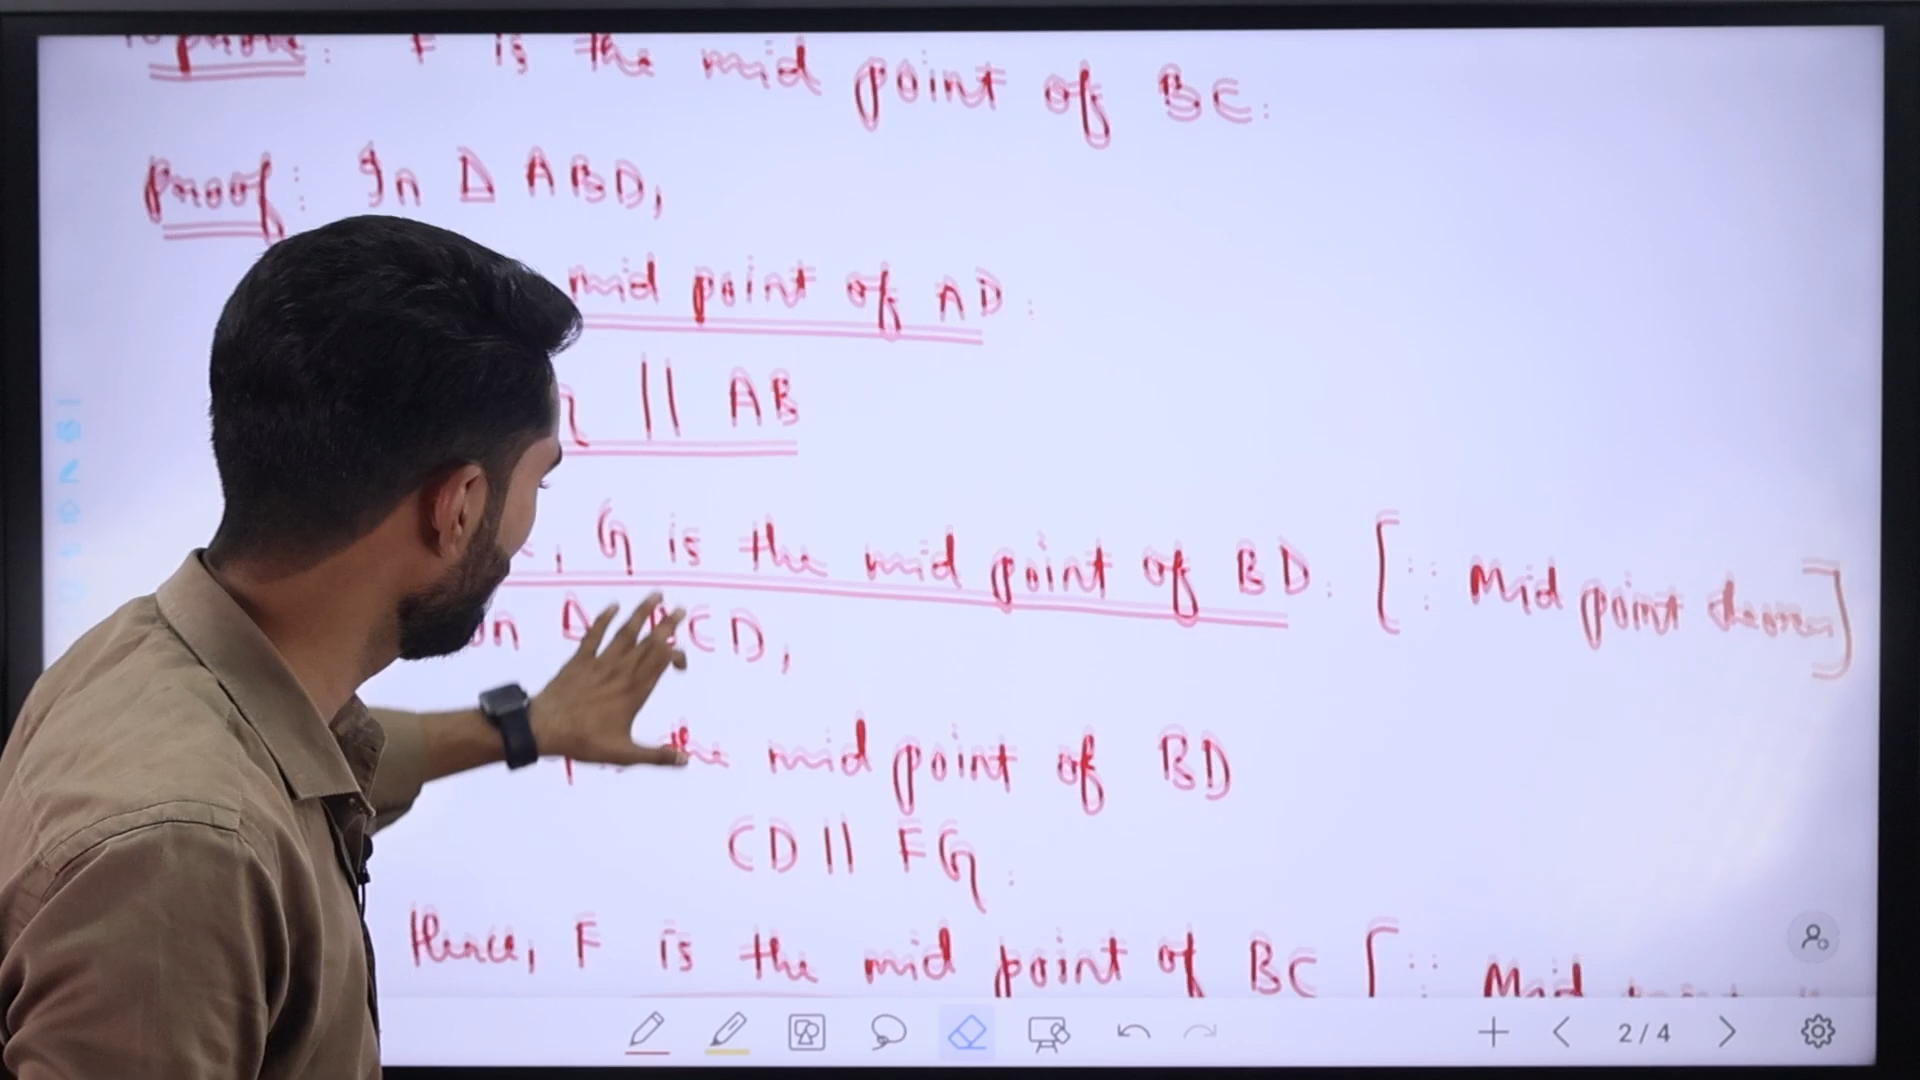 To prove: F is the mid point of BC.
Proof: In Δ ABD,
mid point of AD.
|| AB
, G is the mid point of BD. [∵ Mid point theorem]
In Δ BCD,
the mid point of BD
CD || FG.
Hence, F is the mid point of BC [∵ Mid
2/4